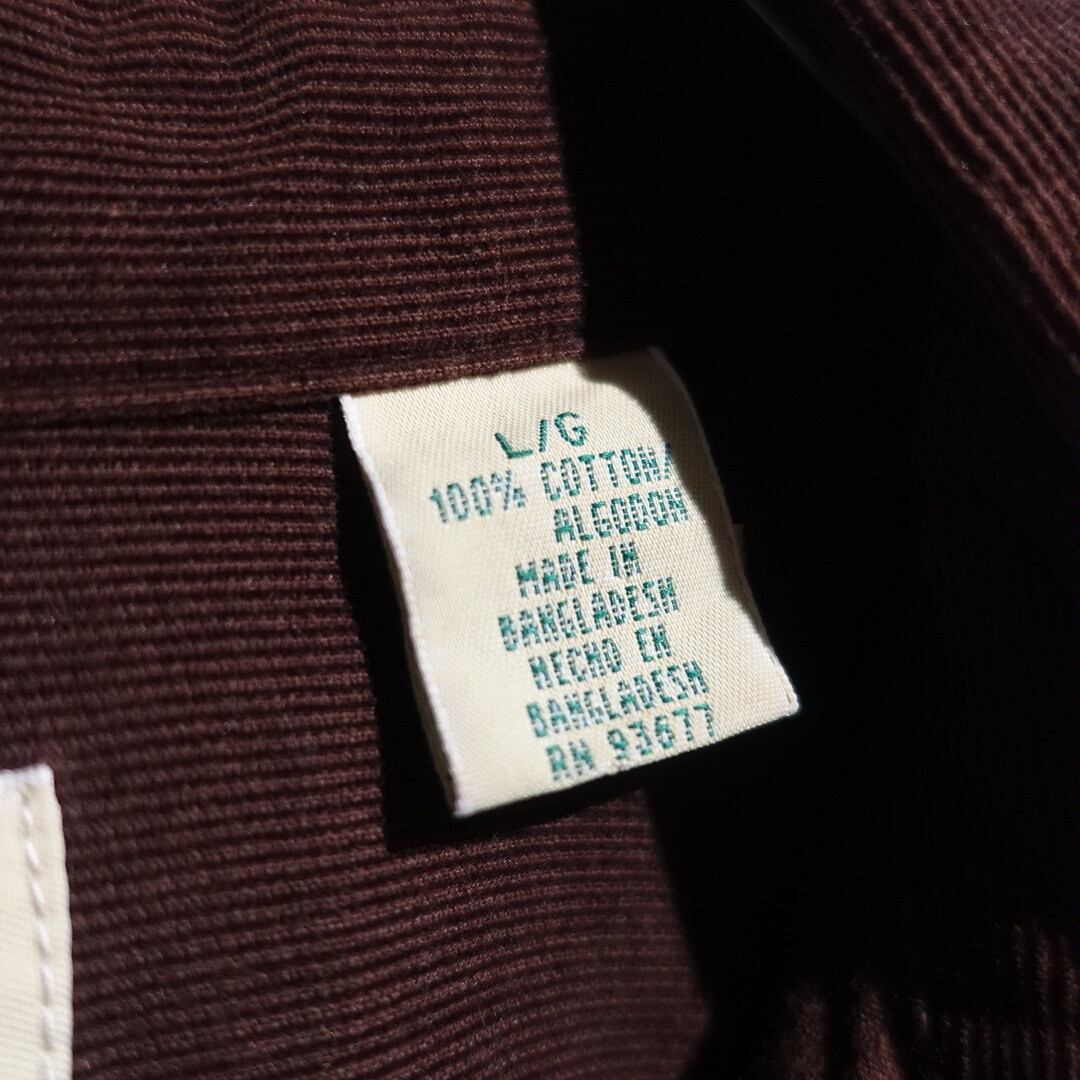 L/G
100% COTTON/
ALGODON
MADE IN
BANGLADESH
HECHO EN
BANGLADESH
RN 93677